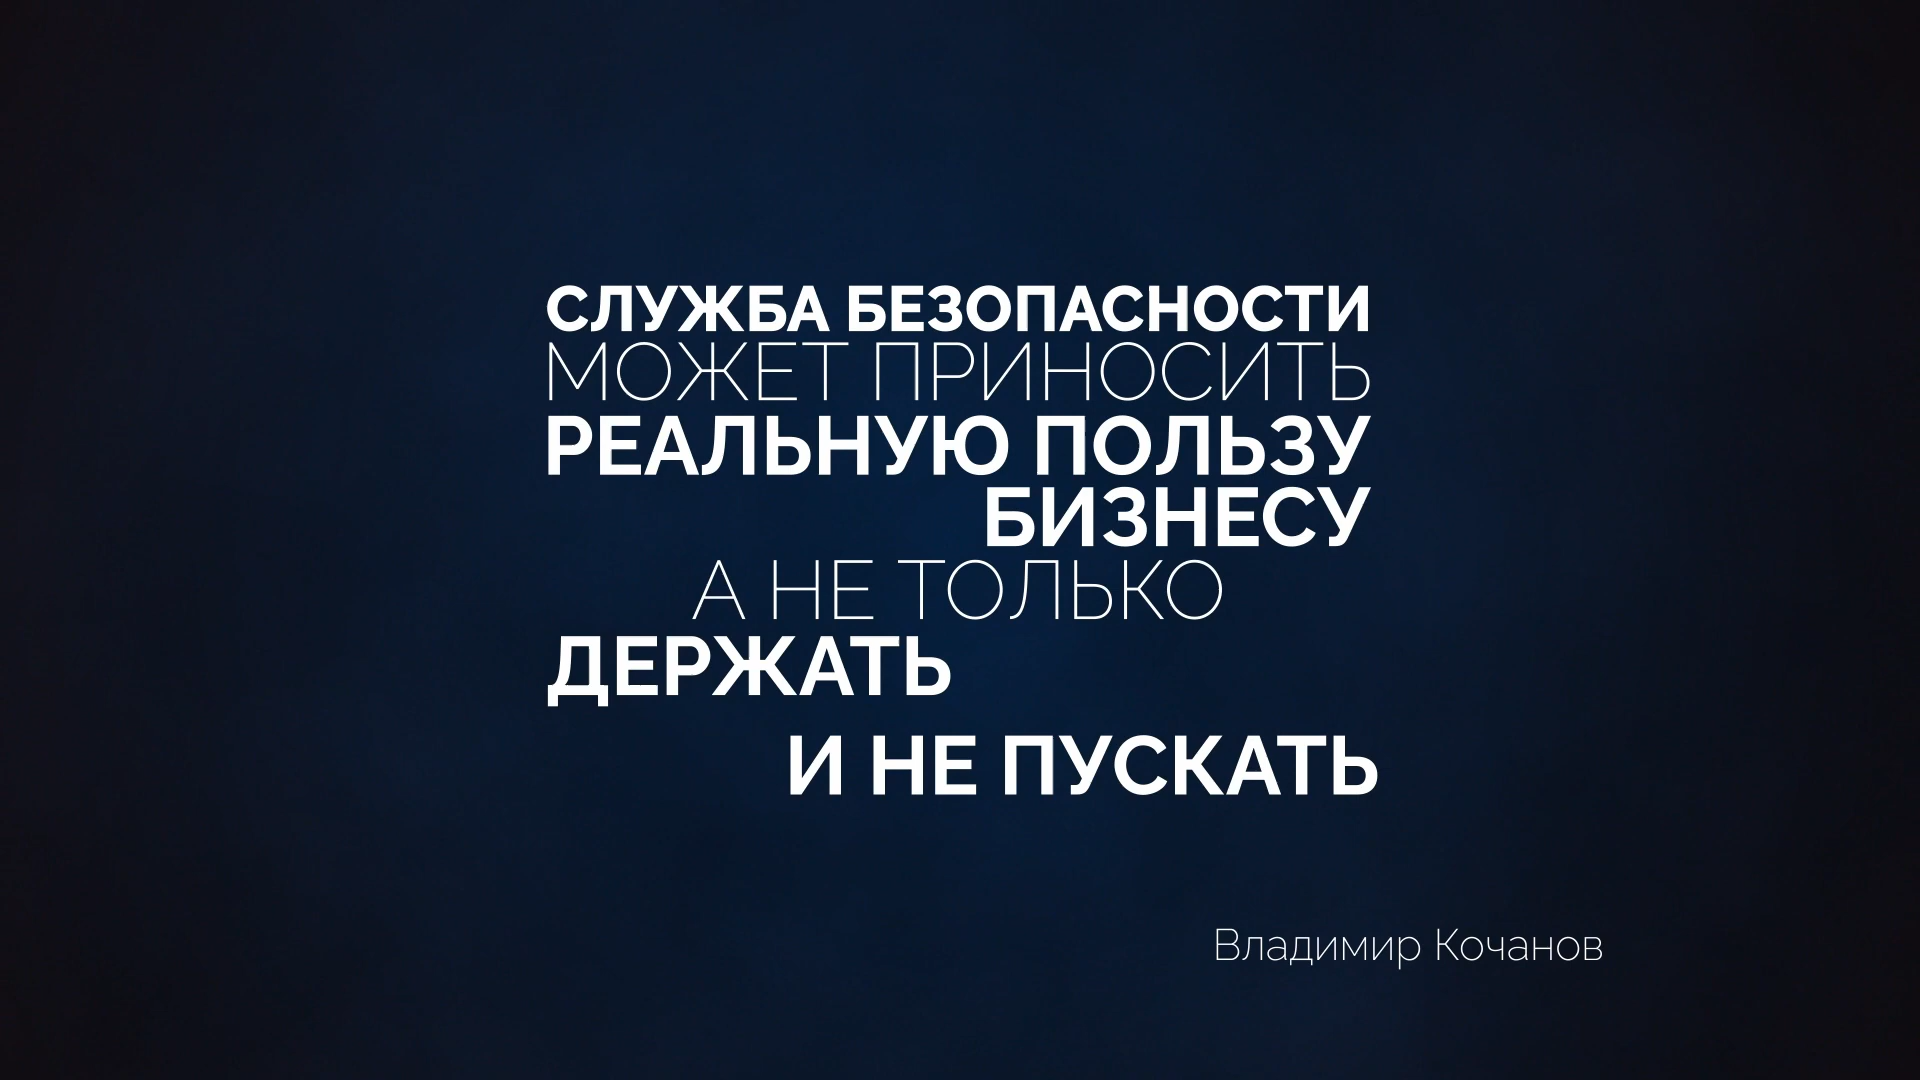 СЛУЖБА БЕЗОПАСНОСТИ
МОЖЕТ ПРИНОСИТЬ
РЕАЛЬНУЮ ПОЛЬЗУ
БИЗНЕСУ
А НЕ ТОЛЬКО
ДЕРЖАТЬ
И НЕ ПУСКАТЬ
Владимир Кочанов